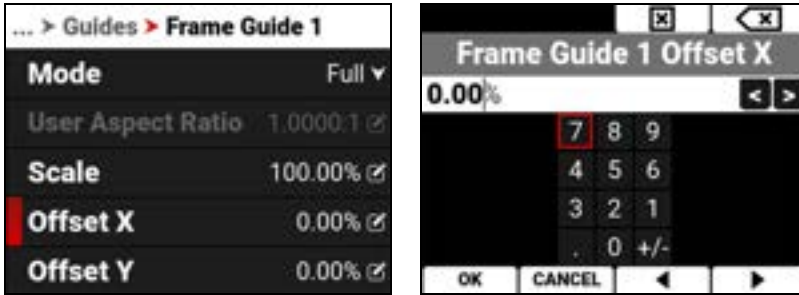 ... > Guides > Frame Guide 1
Mode Full
User Aspect Ratio 1.0000:1
Scale 100.00%
Offset X 0.00%
Offset Y 0.00%
Frame Guide 1 Offset X
0.00% < >
7 8 9
4 5 6
3 2 1
. 0 +/-
OK CANCEL